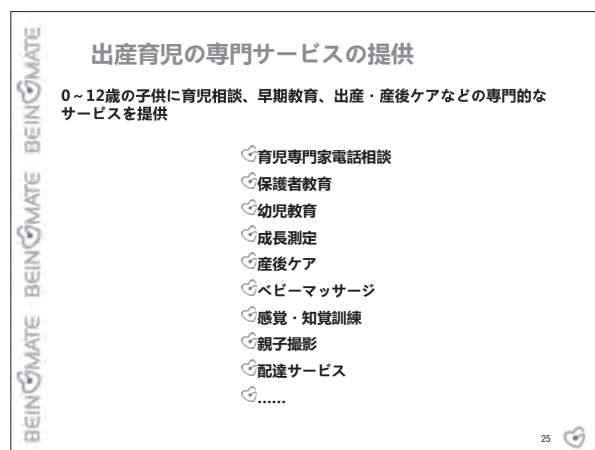 出産育児の専門サービスの提供
0～12歳の子供に育児相談、早期教育、出産・産後ケアなどの専門的な
サービスを提供
育児専門家電話相談
保護者教育
幼児教育
成長測定
産後ケア
ベビーマッサージ
感覚・知覚訓練
親子撮影
配達サービス
......
25
BEINGMATE
BEINGMATE
BEINGMATE